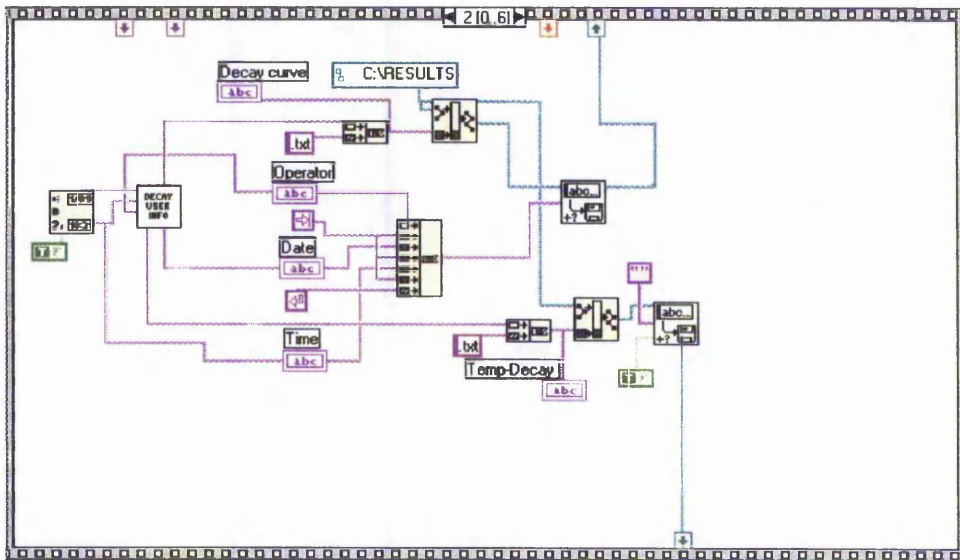 2 [0..6]
Decay curve
abc
C:\RESULTS
.txt
Operator
abc
DECAY
USER
INFO
abc...
+?
T
Date
abc
""
abc...
+?
Time
abc
.txt
Temp-Decay
abc
T